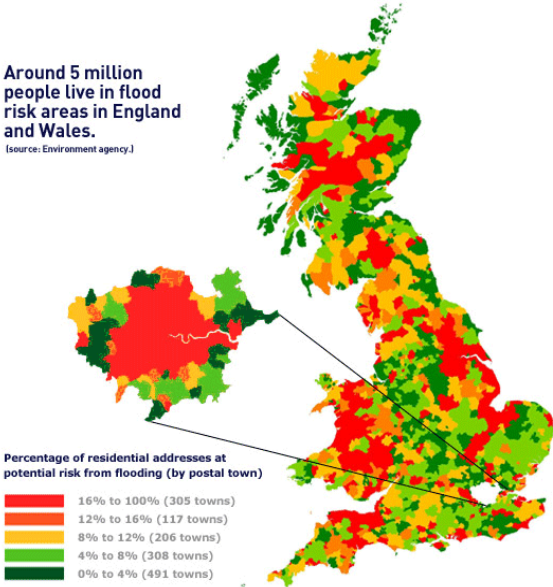 Around 5 million
people live in flood
risk areas in England
and Wales.
(source: Environment agency.)
Percentage of residential addresses at
potential risk from flooding (by postal town)
16% to 100% (305 towns)
12% to 16% (117 towns)
8% to 12% (206 towns)
4% to 8% (308 towns)
0% to 4% (491 towns)